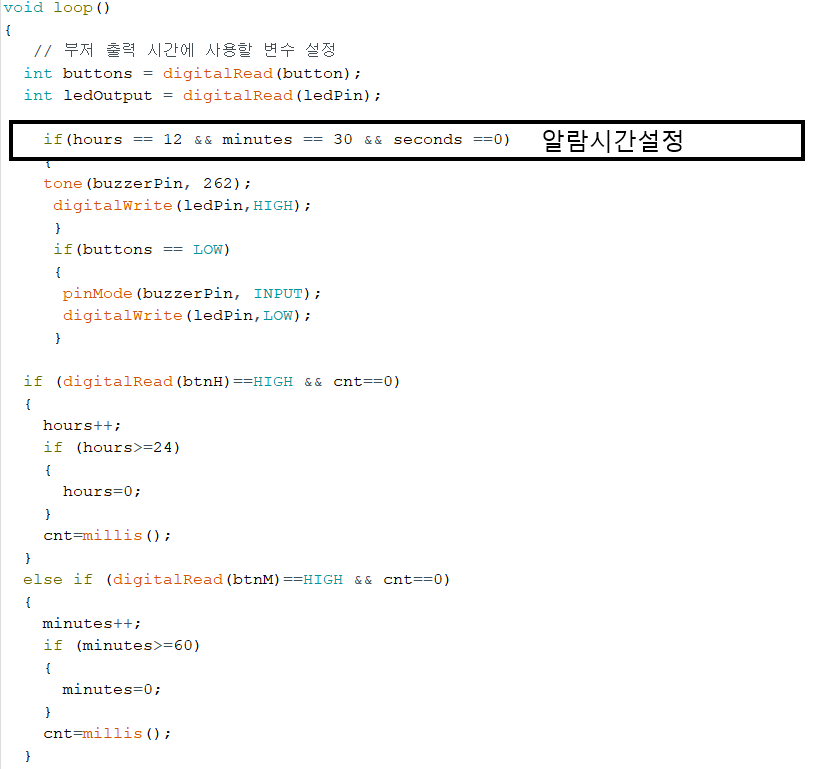 void loop()
{
// 부저 출력 시간에 사용할 변수 설정
int buttons = digitalRead(button);
int ledOutput = digitalRead(ledPin);
if(hours == 12 && minutes == 30 && seconds ==0) 알람시간설정
{
tone(buzzerPin, 262);
digitalWrite(ledPin,HIGH);
}
if(buttons == LOW)
{
pinMode(buzzerPin, INPUT);
digitalWrite(ledPin,LOW);
}
if (digitalRead(btnH)==HIGH && cnt==0)
{
hours++;
if (hours>=24)
{
hours=0;
}
cnt=millis();
}
else if (digitalRead(btnM)==HIGH && cnt==0)
{
minutes++;
if (minutes>=60)
{
minutes=0;
}
cnt=millis();
}